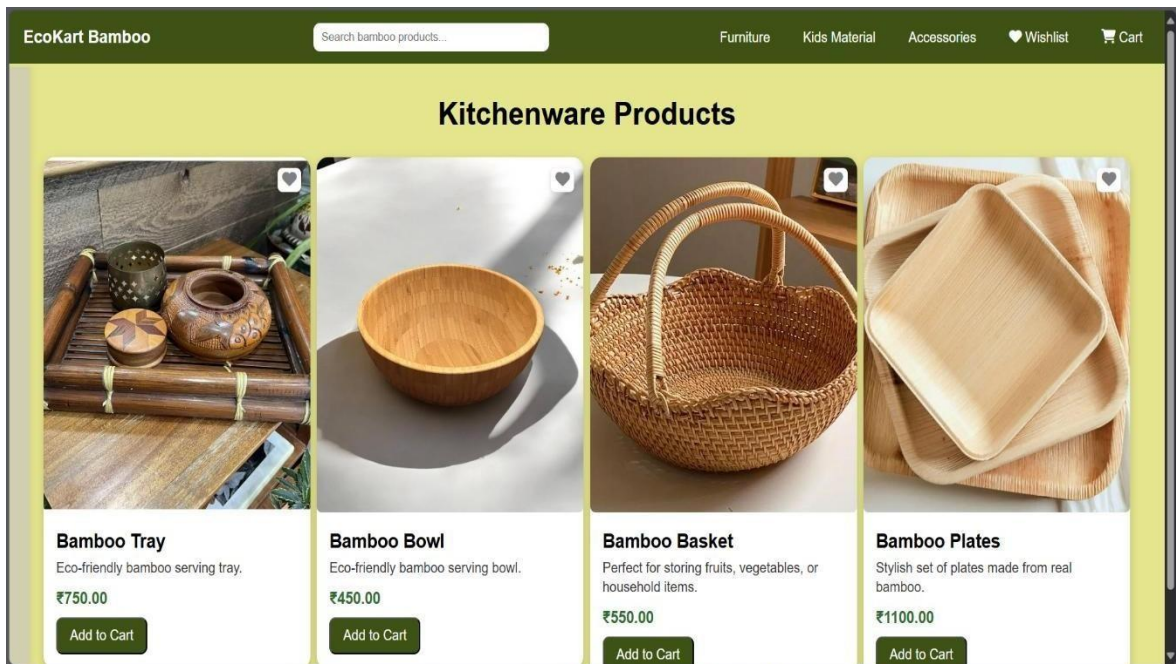 EcoKart Bamboo
Search bamboo products...
Furniture
Kids Material
Accessories
Wishlist
Cart
Kitchenware Products
Bamboo Tray
Eco-friendly bamboo serving tray.
₹750.00
Add to Cart
Bamboo Bowl
Eco-friendly bamboo serving bowl.
₹450.00
Add to Cart
Bamboo Basket
Perfect for storing fruits, vegetables, or
household items.
₹550.00
Add to Cart
Bamboo Plates
Stylish set of plates made from real
bamboo.
₹1100.00
Add to Cart